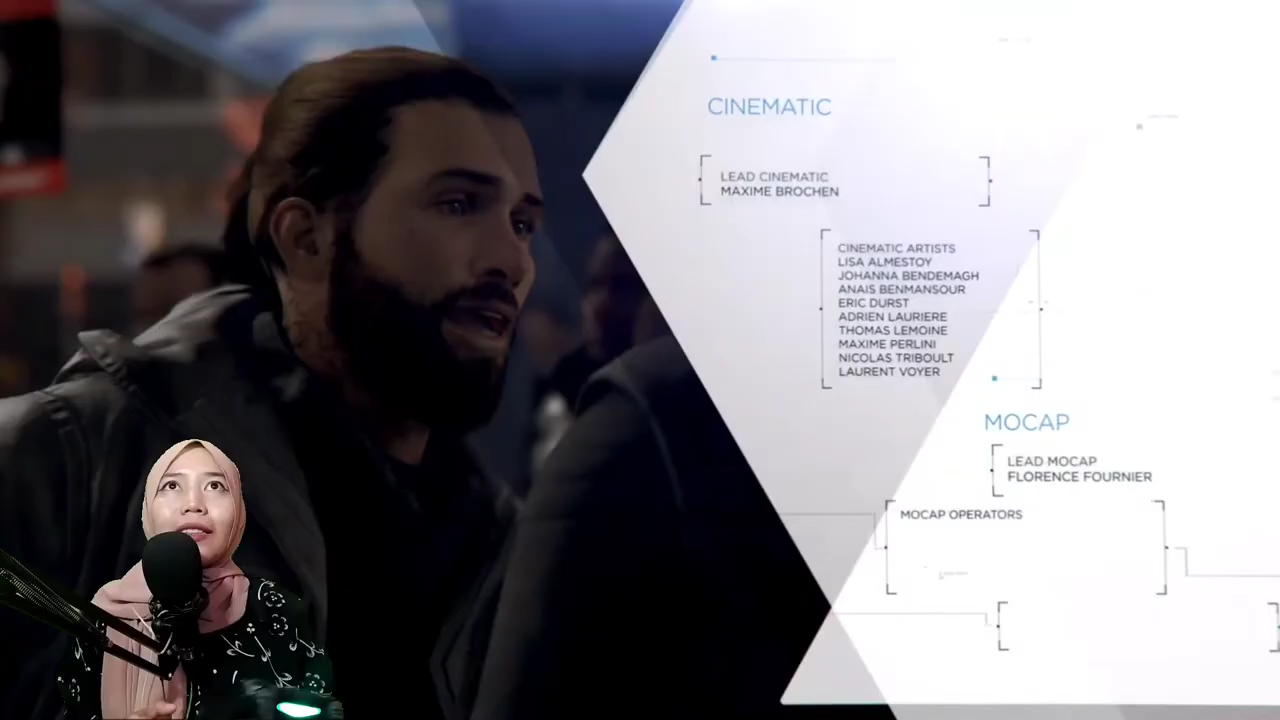 CINEMATIC
LEAD CINEMATIC
MAXIME BROCHEN
CINEMATIC ARTISTS
LISA ALMESTOY
JOHANNA BENDEMAGH
ANAIS BENMANSOUR
ERIC DURST
ADRIEN LAURIERE
THOMAS LEMOINE
MAXIME PERLINI
NICOLAS TRIBOULT
LAURENT VOYER
MOCAP
LEAD MOCAP
FLORENCE FOURNIER
MOCAP OPERATORS